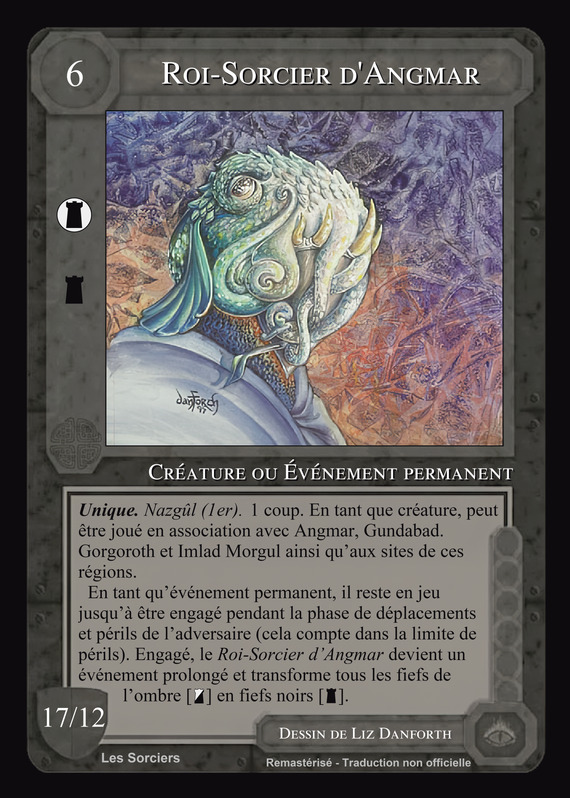 6
Roi-Sorcier d'Angmar
danForth
'97
Créature ou Événement permanent
Unique. Nazgûl (1er). 1 coup. En tant que créature, peut
être joué en association avec Angmar, Gundabad.
Gorgoroth et Imlad Morgul ainsi qu'aux sites de ces
régions.
En tant qu'événement permanent, il reste en jeu
jusqu'à être engagé pendant la phase de déplacements
et périls de l'adversaire (cela compte dans la limite de
périls). Engagé, le Roi-Sorcier d'Angmar devient un
événement prolongé et transforme tous les fiefs de
l'ombre [ ] en fiefs noirs [ ].
17/12
Dessin de Liz Danforth
Les Sorciers
Remastérisé - Traduction non officielle